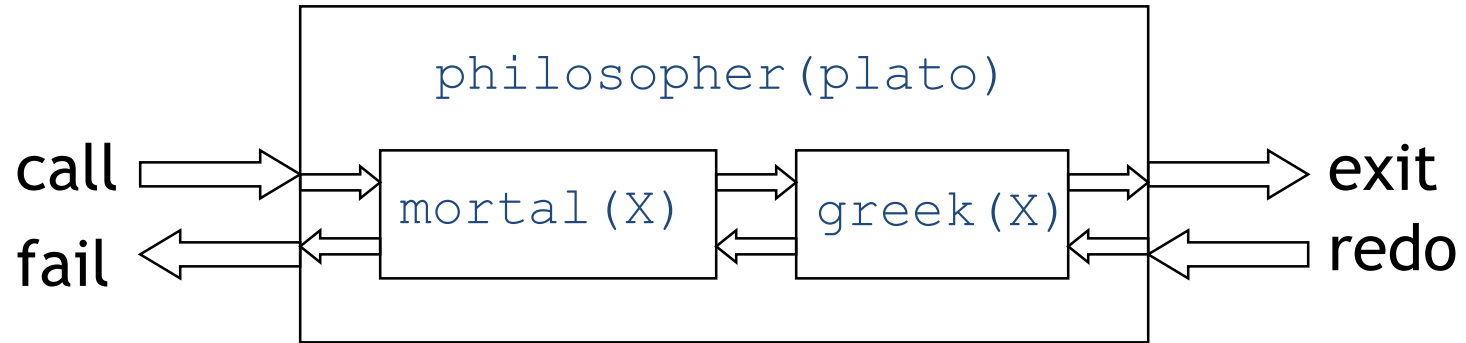 philosopher(plato)
call
mortal(X)
greek(X)
exit
fail
redo